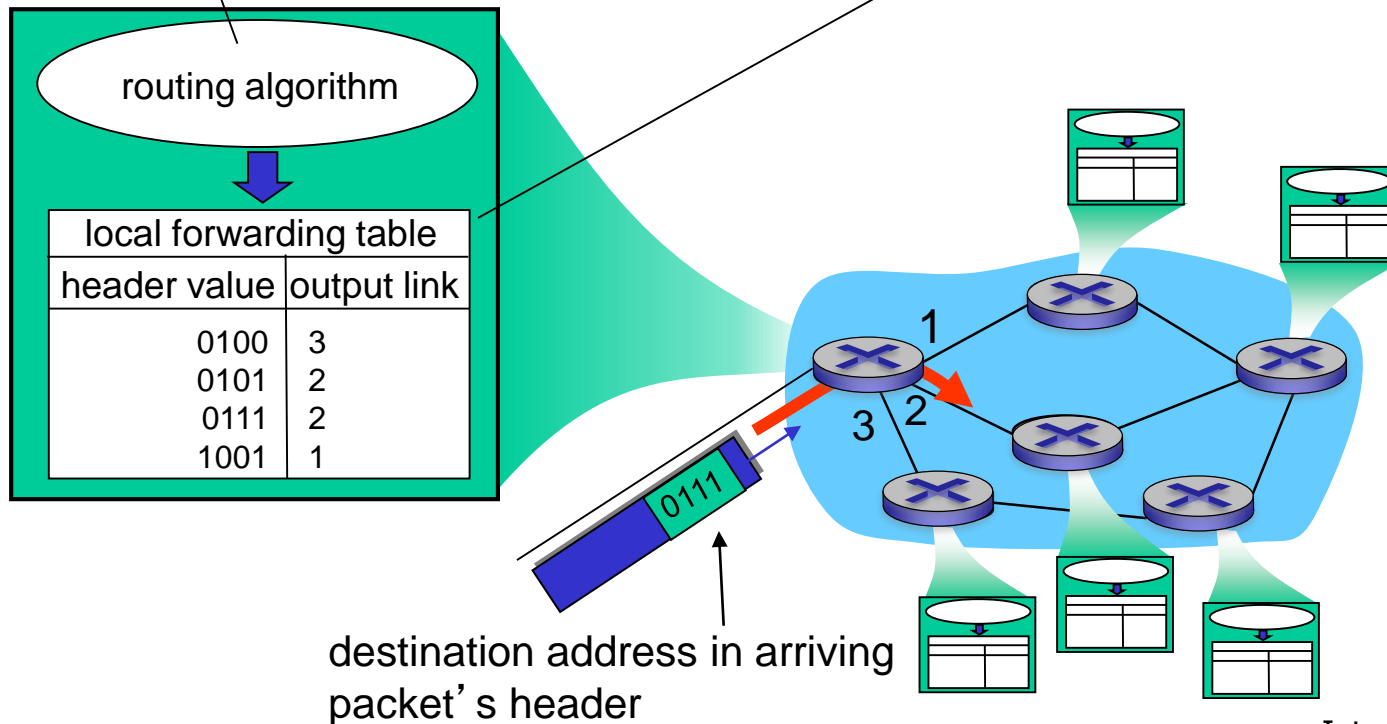 routing algorithm
local forwarding table
header value output link
0100 3
0101 2
0111 2
1001 1
1
2
3
0111
destination address in arriving
packet’s header